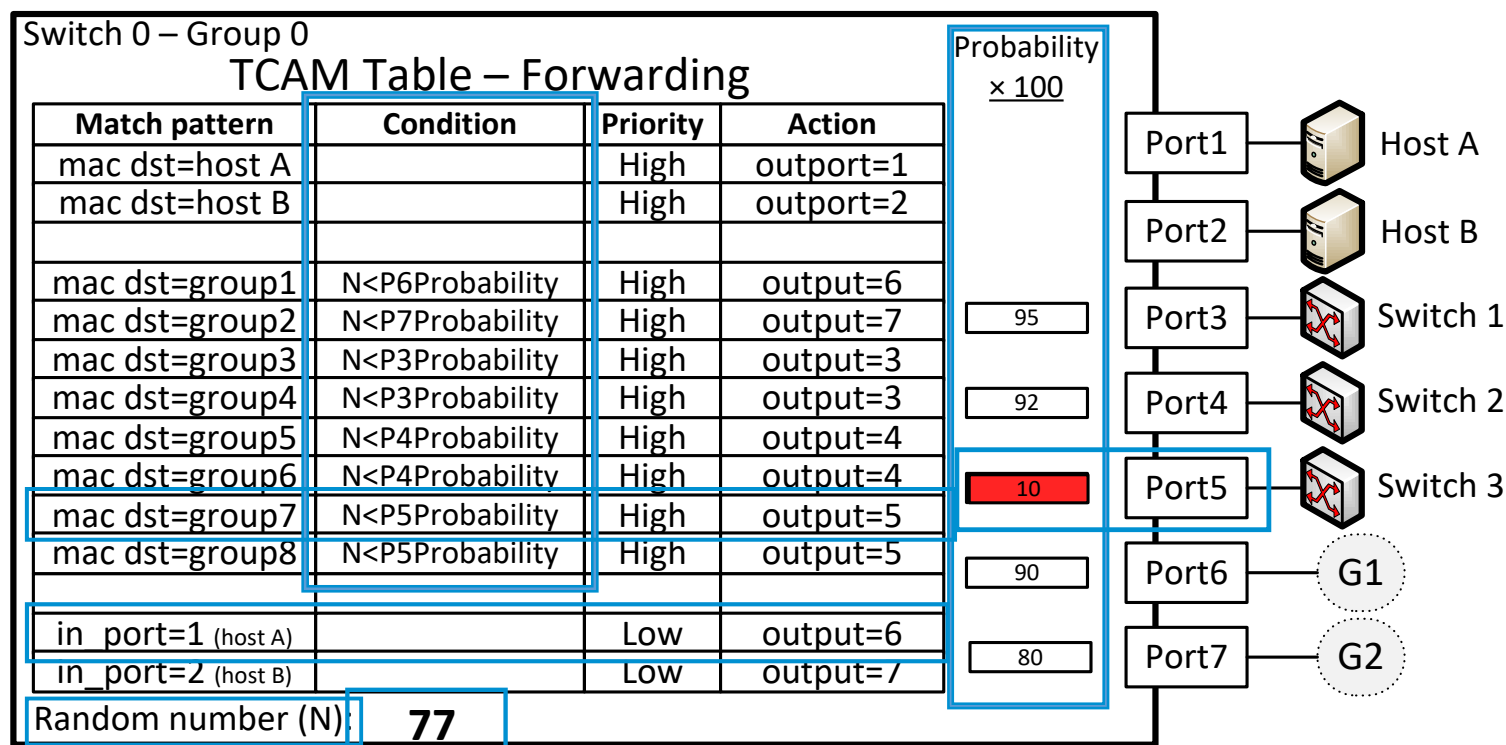 Switch 0 – Group 0
TCAM Table – Forwarding
Probability
× 100
Match pattern Condition Priority Action
mac dst=host A High outport=1
mac dst=host B High outport=2
mac dst=group1 N<P6Probability High output=6
mac dst=group2 N<P7Probability High output=7
mac dst=group3 N<P3Probability High output=3
mac dst=group4 N<P3Probability High output=3
mac dst=group5 N<P4Probability High output=4
mac dst=group6 N<P4Probability High output=4
mac dst=group7 N<P5Probability High output=5
mac dst=group8 N<P5Probability High output=5
in_port=1 (host A) Low output=6
in_port=2 (host B) Low output=7
Random number (N): 77
Port1 Host A
Port2 Host B
95 Port3 Switch 1
92 Port4 Switch 2
10 Port5 Switch 3
90 Port6 G1
80 Port7 G2